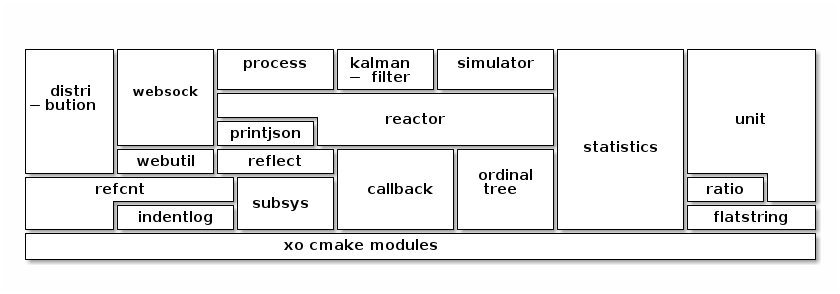 process
kalman
– filter
simulator
distri
– bution
websock
reactor
unit
printjson
statistics
webutil
reflect
ordinal
tree
refcnt
callback
ratio
subsys
indentlog
flatstring
xo cmake modules